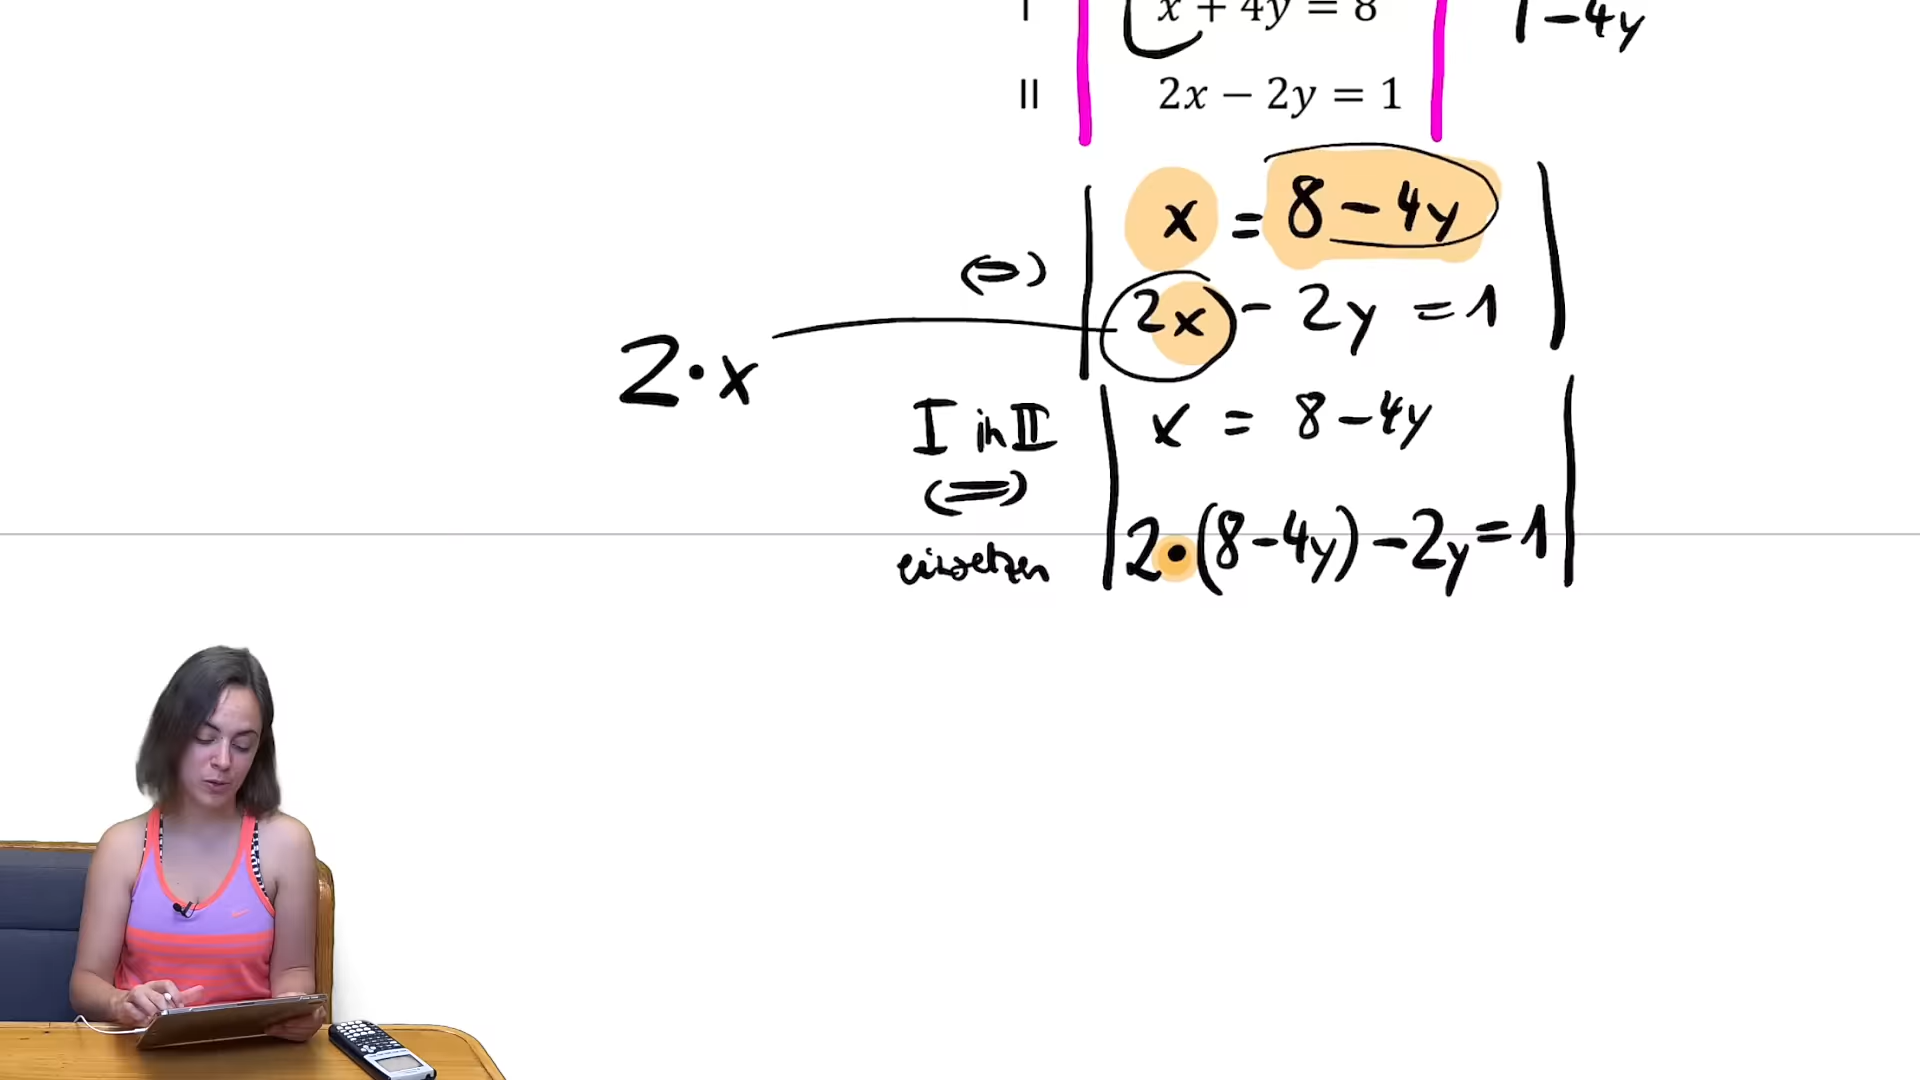 I x + 4y = 8 | −4y
II 2x − 2y = 1
x = 8 − 4y
(=)
2x − 2y = 1
2·x
I in II x = 8 − 4y
(=)
einsetzen 2·(8 − 4y) − 2y = 1